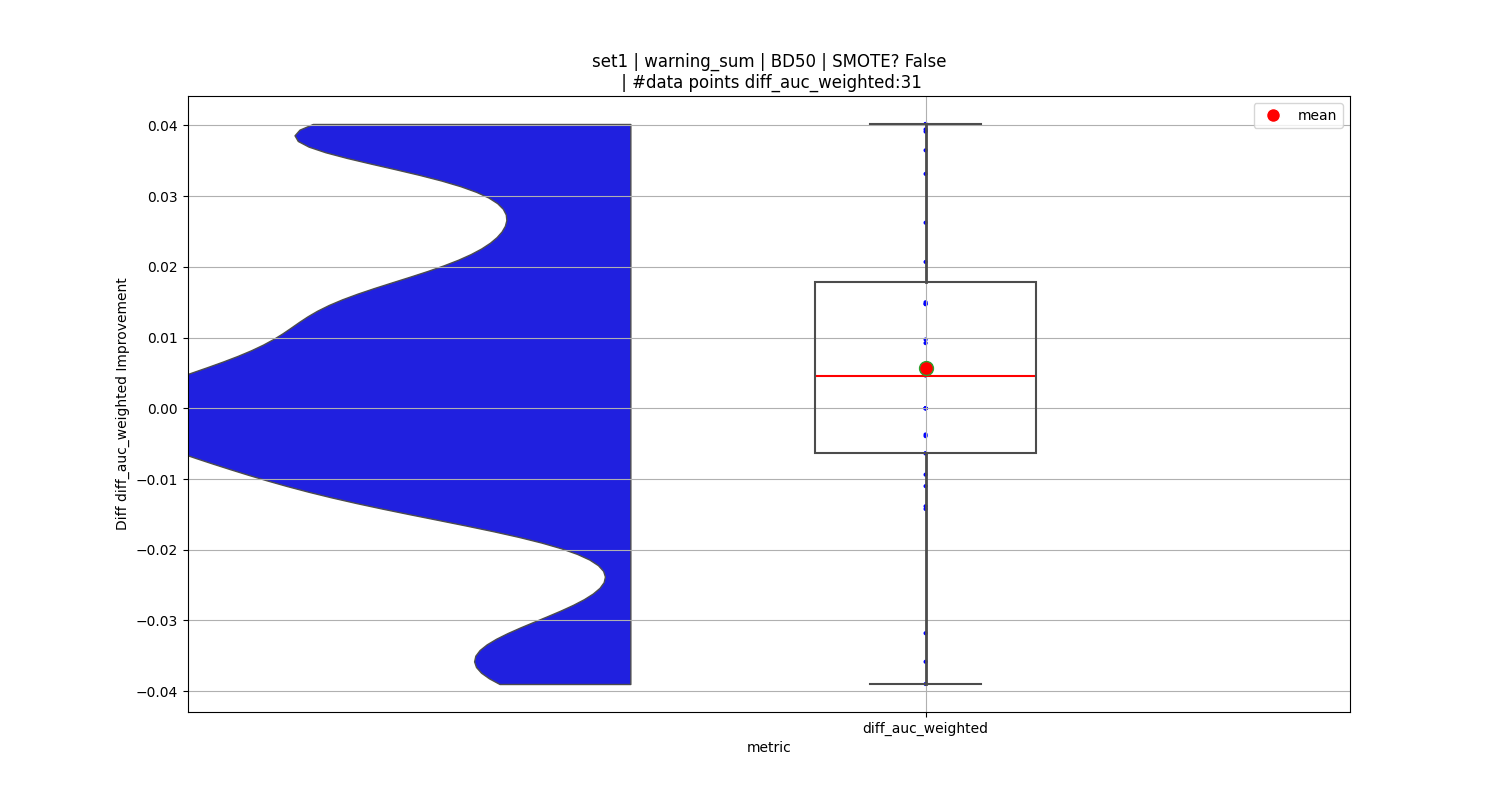 set1 | warning_sum | BD50 | SMOTE? False
| #data points diff_auc_weighted:31
mean
0.04
0.03
0.02
0.01
0.00
−0.01
−0.02
−0.03
−0.04
Diff diff_auc_weighted Improvement
diff_auc_weighted
metric